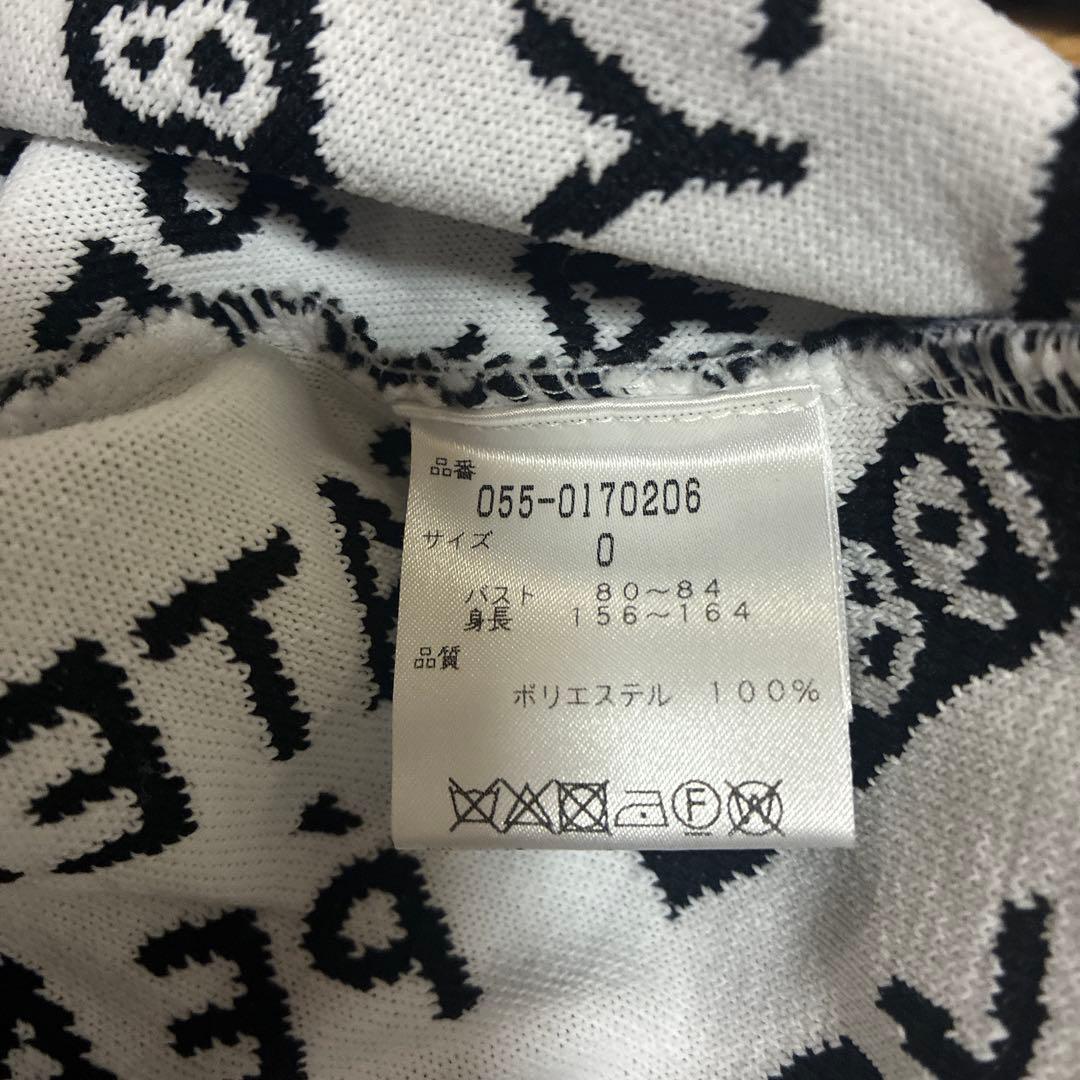 品番
055-0170206
サイズ 0
バスト 80～84
身長 156～164
品質
ポリエステル 100%
F W